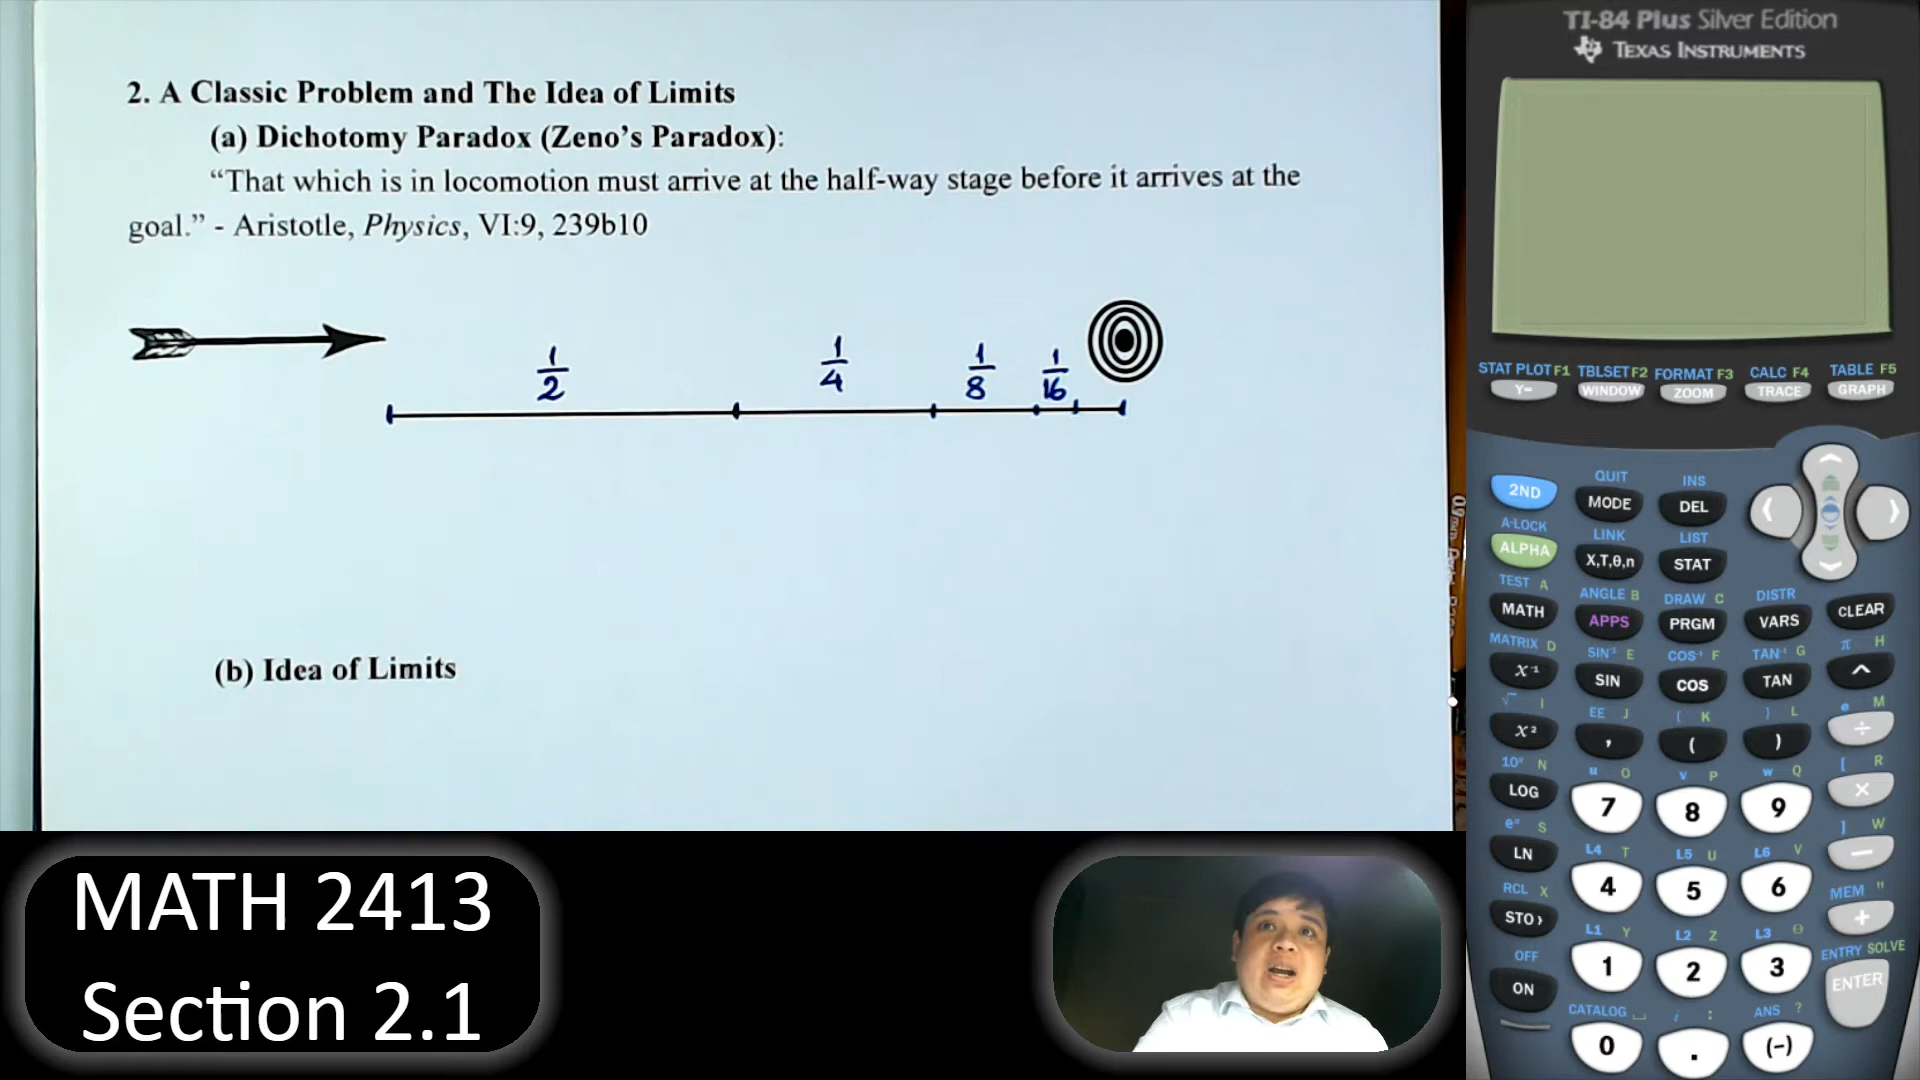 2. A Classic Problem and The Idea of Limits
(a) Dichotomy Paradox (Zeno's Paradox):
“That which is in locomotion must arrive at the half-way stage before it arrives at the
goal.” - Aristotle, Physics, VI:9, 239b10
1/2 1/4 1/8 1/16
(b) Idea of Limits
MATH 2413
Section 2.1
TI-84 Plus Silver Edition
TEXAS INSTRUMENTS
STAT PLOT F1 TBLSET F2 FORMAT F3 CALC F4 TABLE F5
Y= WINDOW ZOOM TRACE GRAPH
QUIT INS
2ND MODE DEL
A-LOCK LINK LIST
ALPHA X,T,θ,n STAT
TEST A ANGLE B DRAW C DISTR
MATH APPS PRGM VARS CLEAR
MATRIX D SIN⁻¹ E COS⁻¹ F TAN⁻¹ G π H
x⁻¹ SIN COS TAN ^
√ I EE J { K } L e M
x² , ( ) ÷
10ˣ N u O v P w Q [ R
LOG 7 8 9 ×
eˣ S L4 T L5 U L6 V ] W
LN 4 5 6 −
RCL X L1 Y L2 Z L3 Θ MEM "
STO› 1 2 3 +
OFF CATALOG ⎵ i : ANS ? ENTRY SOLVE
ON 0 . (-) ENTER